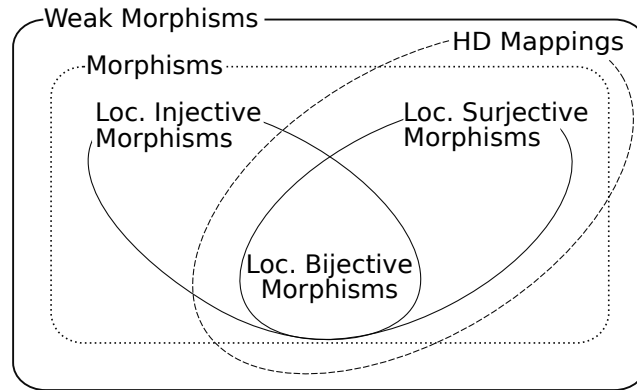 Weak Morphisms
HD Mappings
Morphisms
Loc. Injective
Morphisms
Loc. Surjective
Morphisms
Loc. Bijective
Morphisms